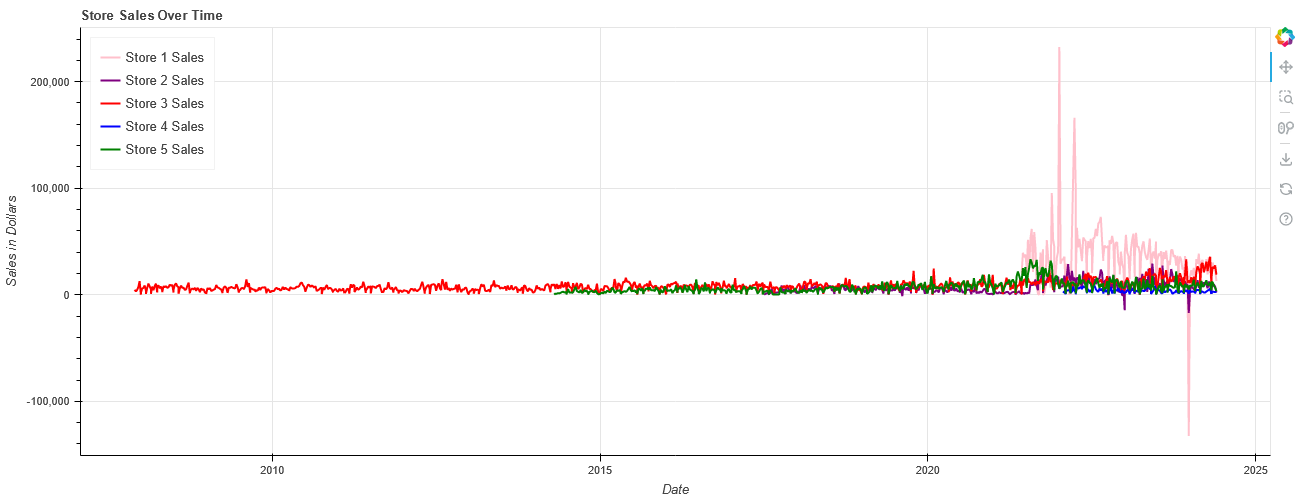 Store Sales Over Time
Store 1 Sales
Store 2 Sales
Store 3 Sales
Store 4 Sales
Store 5 Sales
200,000
100,000
0
-100,000
Sales in Dollars
2010
2015
2020
2025
Date